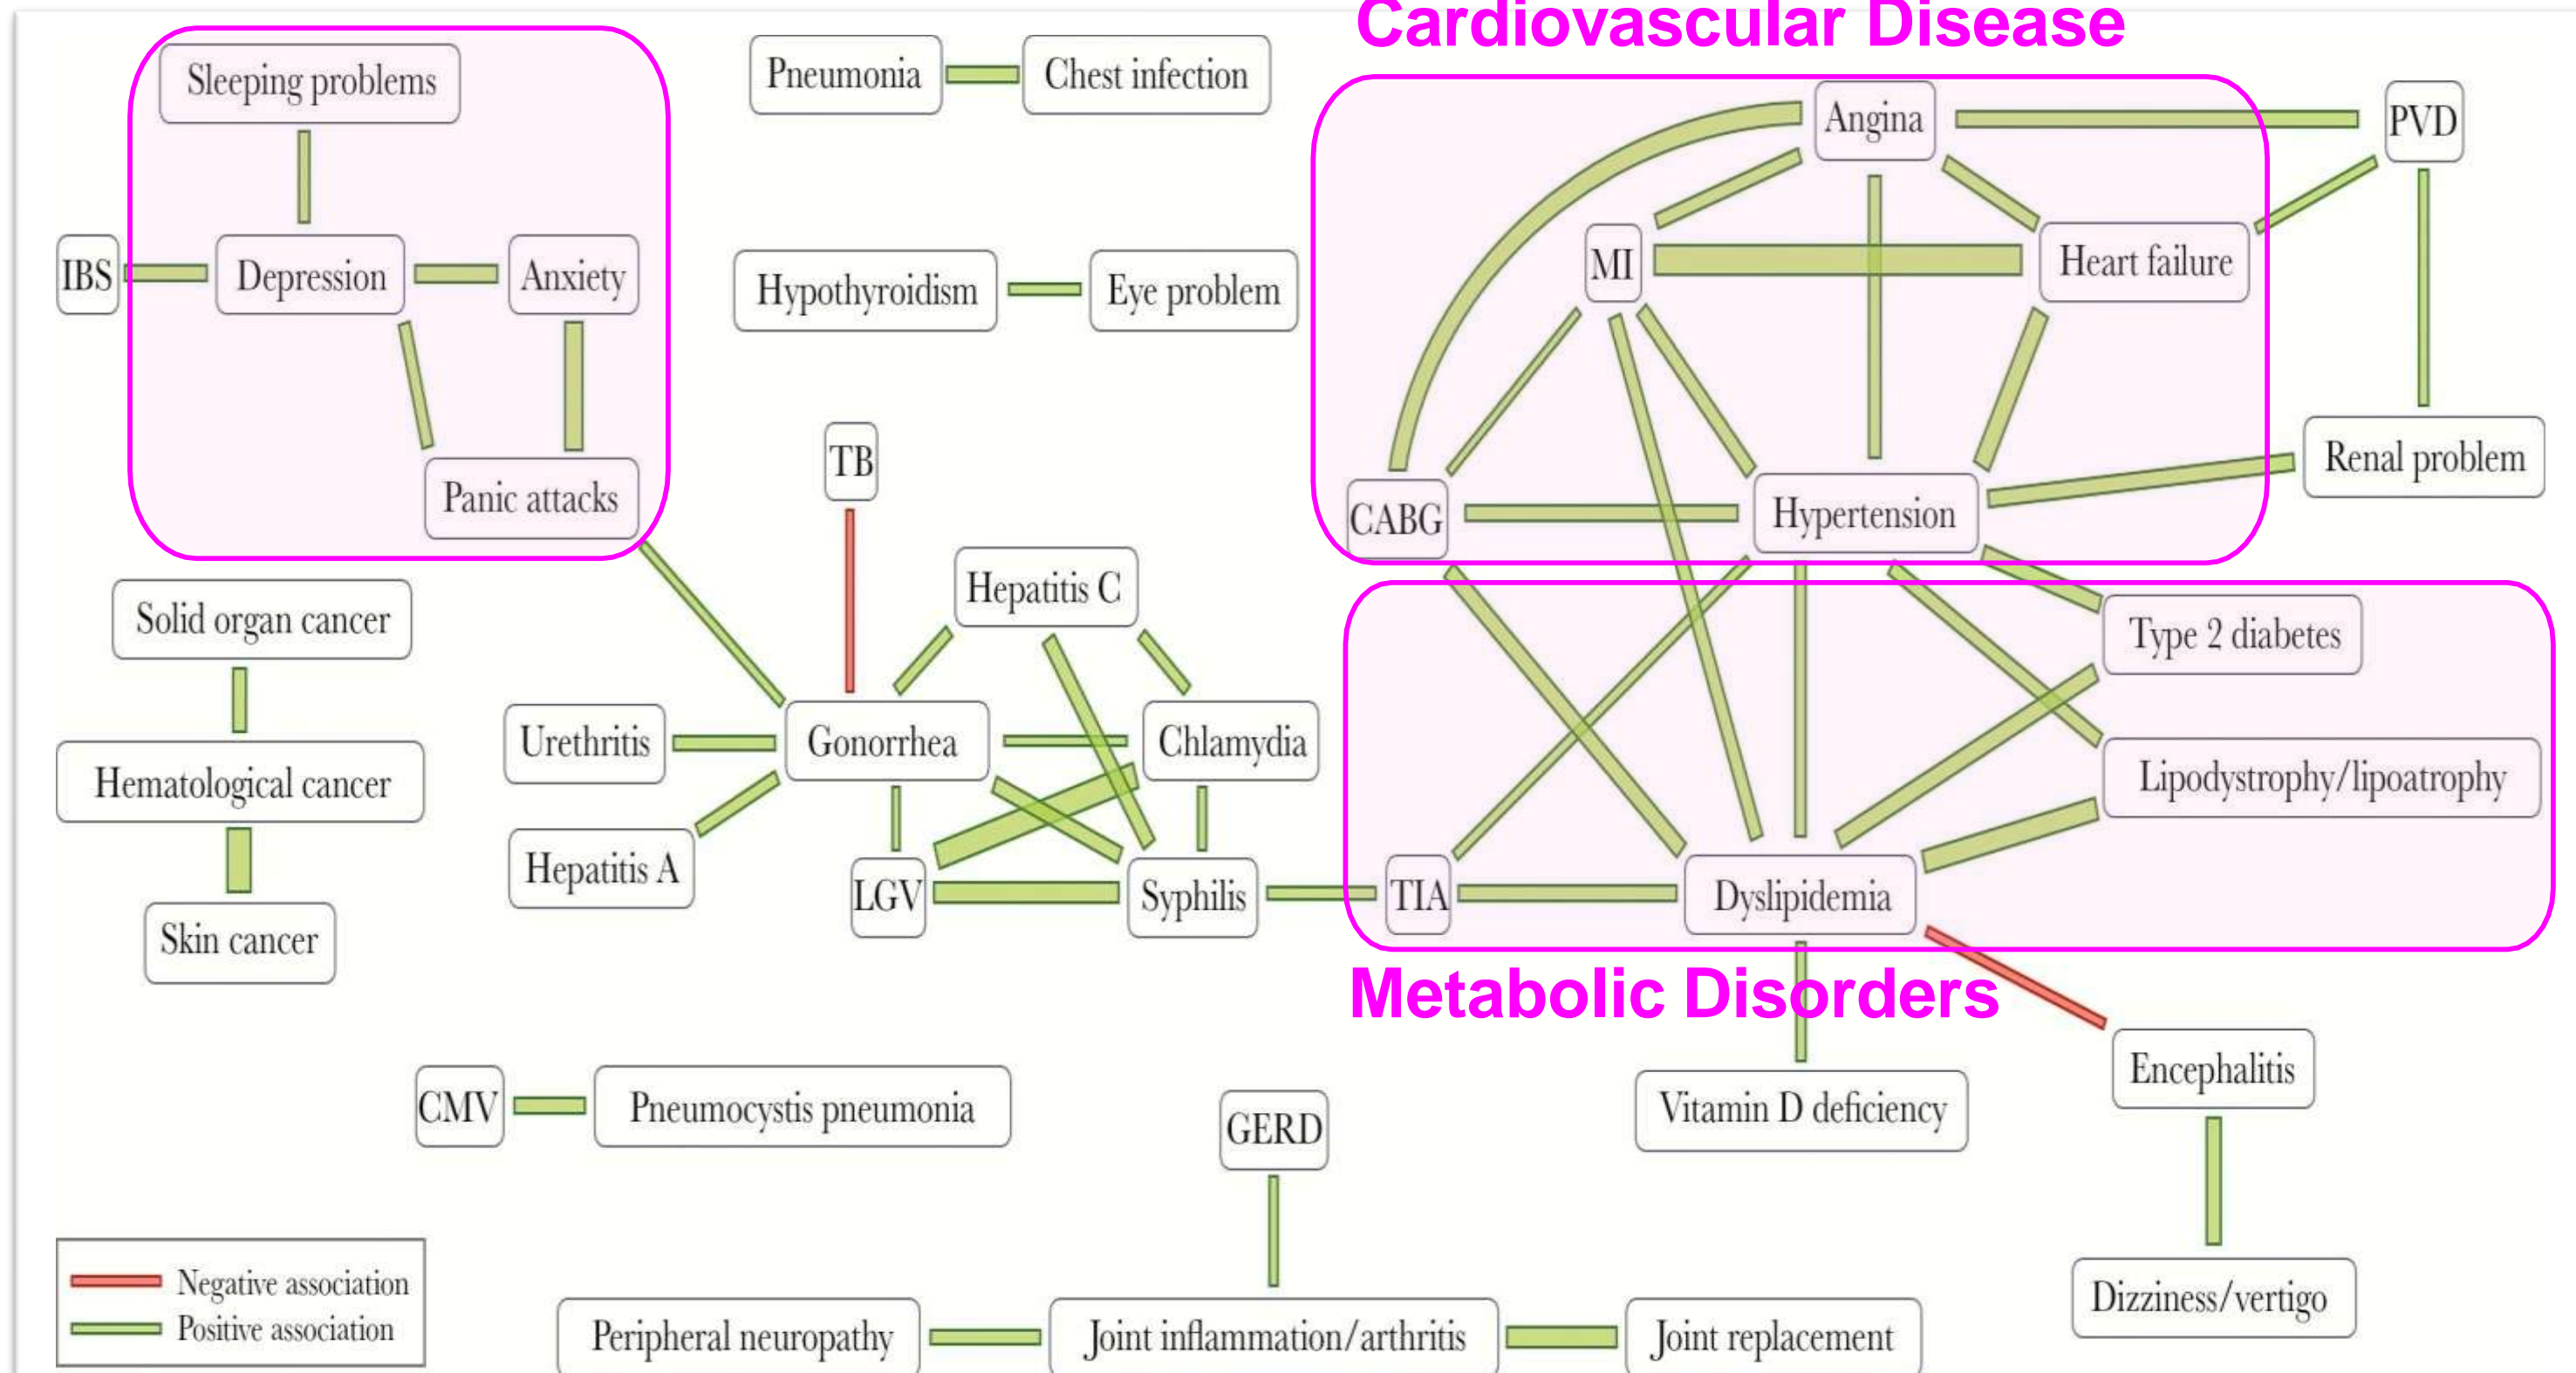 Cardiovascular Disease
Sleeping problems
Pneumonia
Chest infection
Angina
PVD
IBS
Depression
Anxiety
Hypothyroidism
Eye problem
MI
Heart failure
TB
Panic attacks
CABG
Hypertension
Renal problem
Hepatitis C
Solid organ cancer
Type 2 diabetes
Urethritis
Gonorrhea
Chlamydia
Hematological cancer
Lipodystrophy/lipoatrophy
Hepatitis A
LGV
Syphilis
TIA
Dyslipidemia
Skin cancer
Metabolic Disorders
Encephalitis
CMV
Pneumocystis pneumonia
GERD
Vitamin D deficiency
Negative association
Positive association
Dizziness/vertigo
Peripheral neuropathy
Joint inflammation/arthritis
Joint replacement